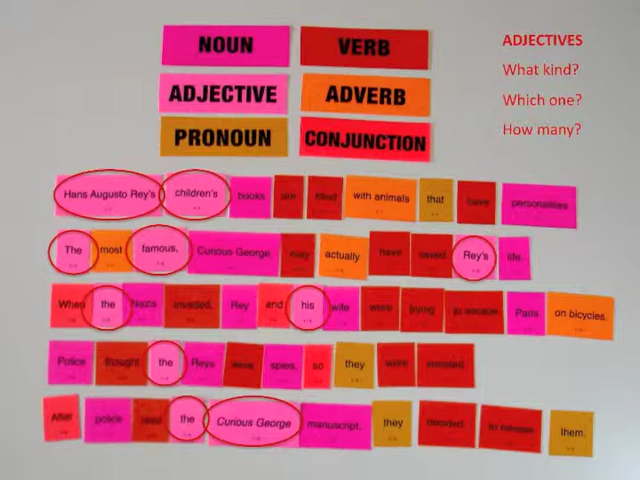 NOUN VERB
ADJECTIVE ADVERB
PRONOUN CONJUNCTION
ADJECTIVES
What kind?
Which one?
How many?
Hans Augusto Rey's children's books are filled with animals that have personalities
The most famous, Curious George, may actually have saved Rey's life.
When the Nazis invaded, Rey and his wife were trying to escape Paris on bicycles.
Police thought the Reys were spies, so they were arrested.
After police read the Curious George manuscript, they decided to release them.